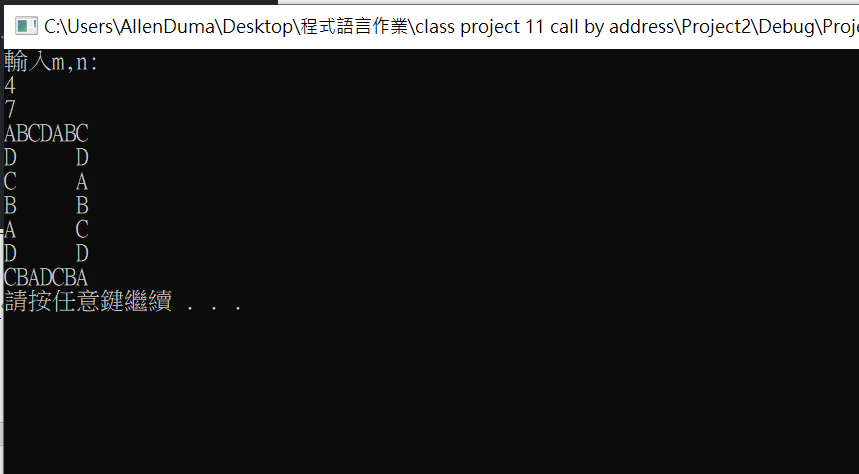 C:\Users\AllenDuma\Desktop\程式語言作業\class project 11 call by address\Project2\Debug\Proje
輸入m,n:
4
7
ABCDABC
D     D
C     A
B     B
A     C
D     D
CBADCBA
請按任意鍵繼續 . . .